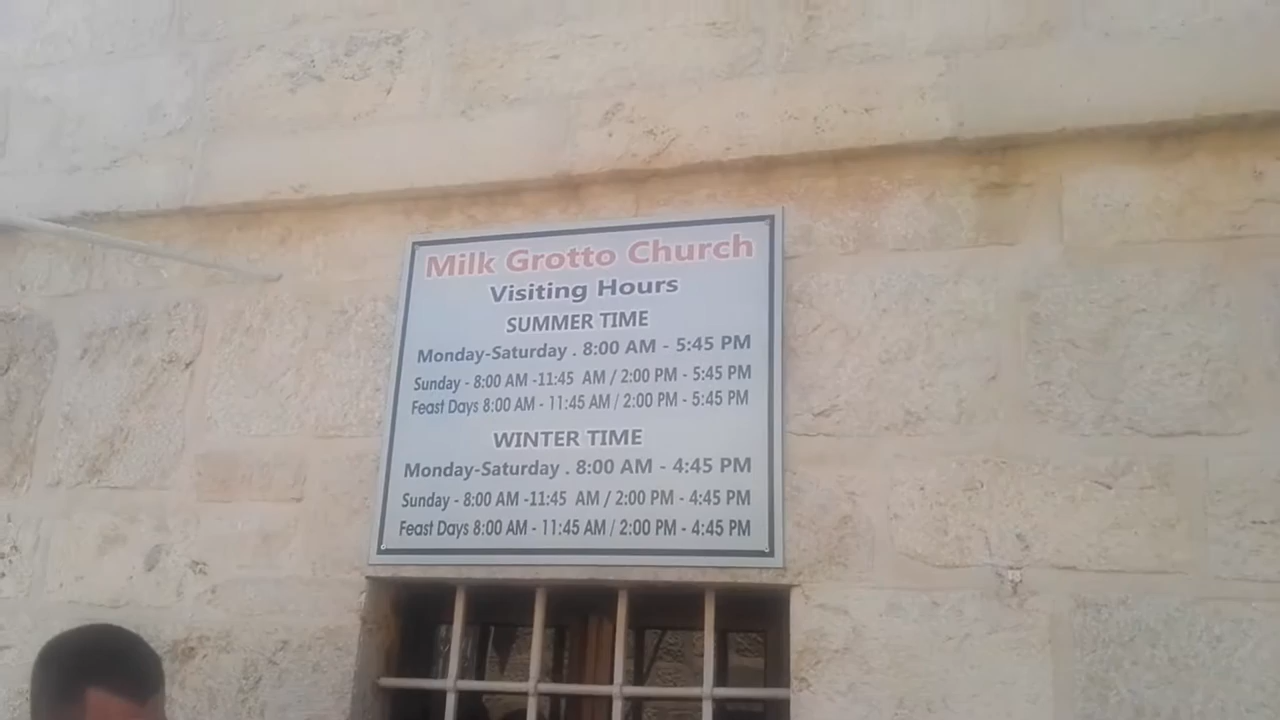 Milk Grotto Church
Visiting Hours
SUMMER TIME
Monday-Saturday . 8:00 AM - 5:45 PM
Sunday - 8:00 AM -11:45 AM / 2:00 PM - 5:45 PM
Feast Days 8:00 AM - 11:45 AM / 2:00 PM - 5:45 PM
WINTER TIME
Monday-Saturday . 8:00 AM - 4:45 PM
Sunday - 8:00 AM -11:45 AM / 2:00 PM - 4:45 PM
Feast Days 8:00 AM - 11:45 AM / 2:00 PM - 4:45 PM